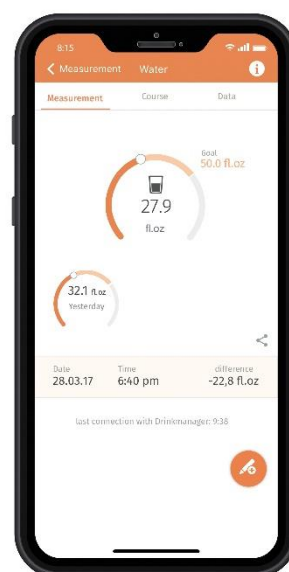 8:15
Measurement Water
Measurement Course Data
Goal
50.0 fl.oz
27.9
fl.oz
32.1 fl.oz
Yesterday
Date Time difference
28.03.17 6:40 pm -22,8 fl.oz
last connection with Drinkmanager: 9:38